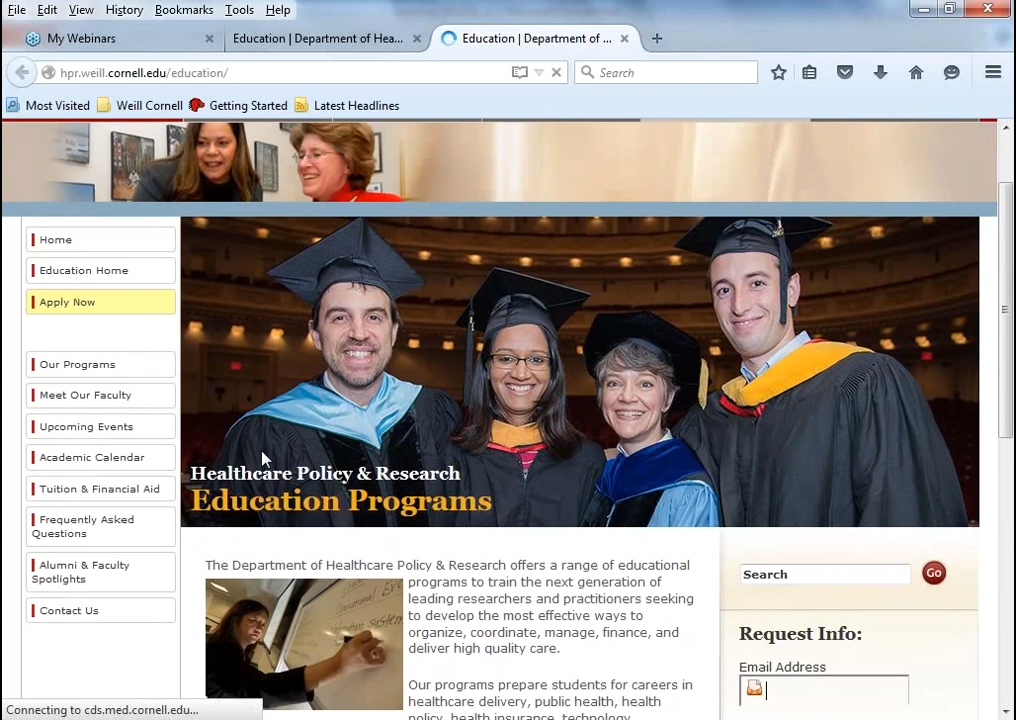 File Edit View History Bookmarks Tools Help
My Webinars
Education | Department of Hea...
Education | Department of ...
hpr.weill.cornell.edu/education/
Search
Most Visited Weill Cornell Getting Started Latest Headlines
Home
Education Home
Apply Now
Our Programs
Meet Our Faculty
Upcoming Events
Academic Calendar
Tuition & Financial Aid
Frequently Asked
Questions
Alumni & Faculty
Spotlights
Contact Us
Healthcare Policy & Research
Education Programs
The Department of Healthcare Policy & Research offers a range of educational
programs to train the next generation of
leading researchers and practitioners seeking
to develop the most effective ways to
organize, coordinate, manage, finance, and
deliver high quality care.
Our programs prepare students for careers in
healthcare delivery, public health, health
policy, health insurance, technology
Search
Go
Request Info:
Email Address
Connecting to cds.med.cornell.edu...